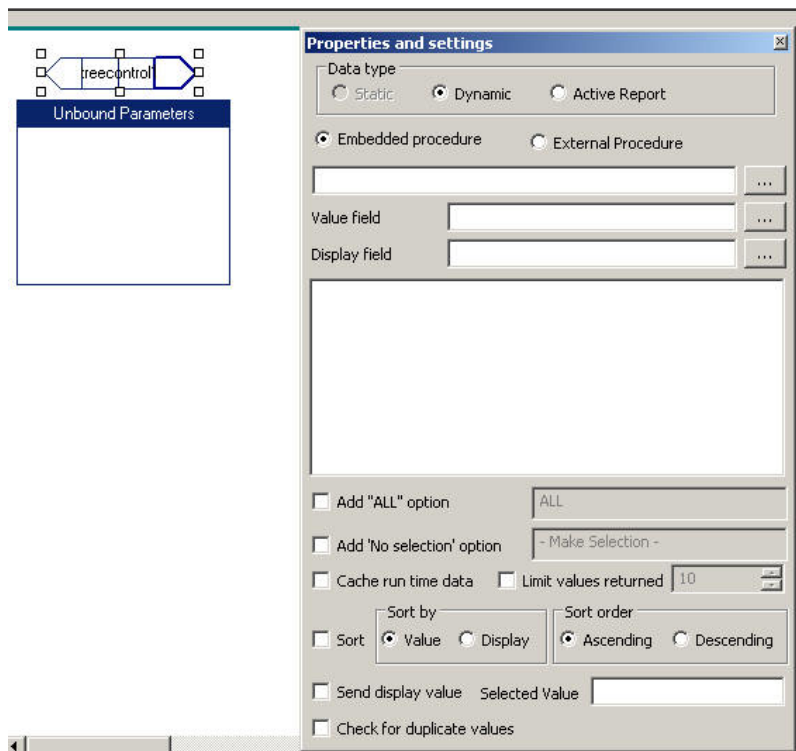 treecontrol
Unbound Parameters
Properties and settings
Data type
Static Dynamic Active Report
Embedded procedure External Procedure
...
Value field ...
Display field ...
Add "ALL" option ALL
Add 'No selection' option - Make Selection -
Cache run time data Limit values returned 10
Sort by Sort order
Sort Value Display Ascending Descending
Send display value Selected Value
Check for duplicate values